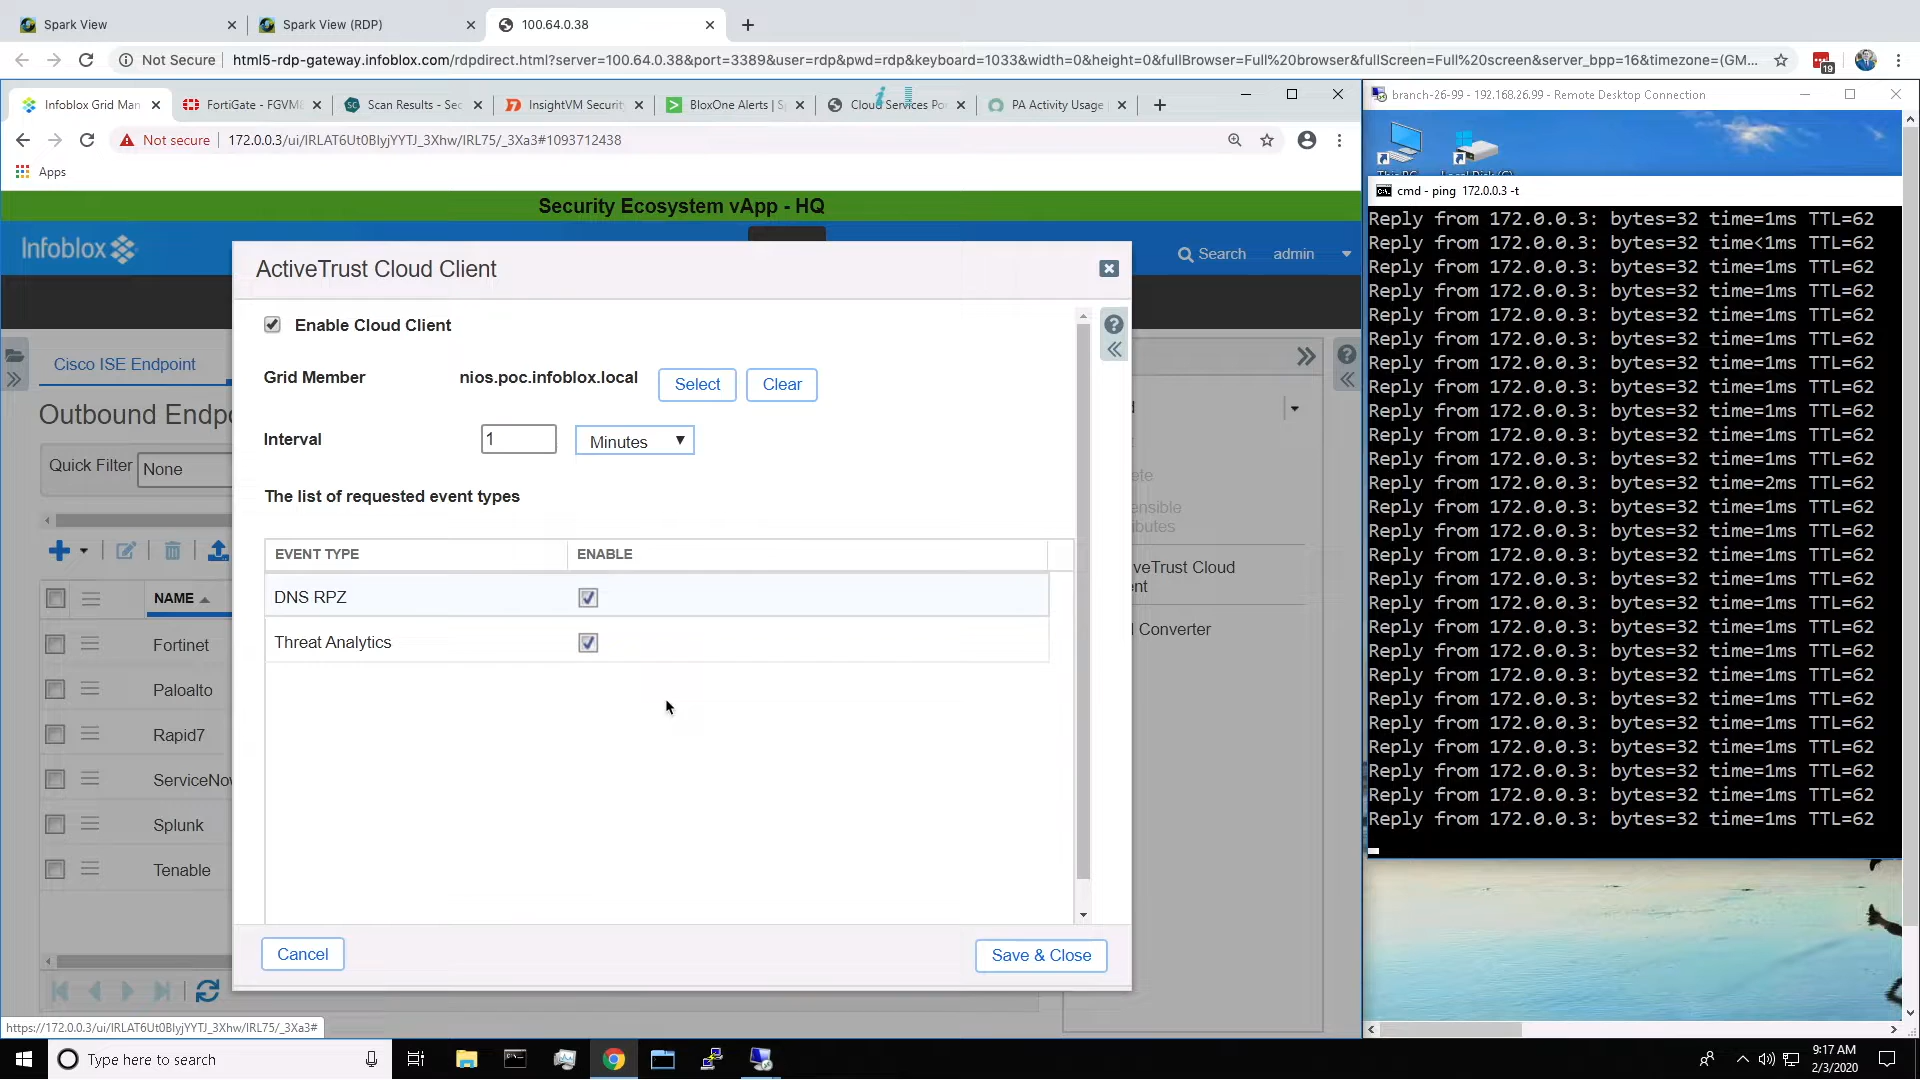 Spark View
Spark View (RDP)
100.64.0.38
Not Secure
html5-rdp-gateway.infoblox.com/rdpdirect.html?server=100.64.0.38&port=3389&user=rdp&pwd=rdp&keyboard=1033&width=0&height=0&fullBrowser=Full%20browser&fullScreen=Full%20screen&server_bpp=16&timezone=(GM...
19
Infoblox Grid Man
FortiGate - FGVM
Scan Results - Sec
InsightVM Securit
BloxOne Alerts | S
Cloud Services Po
PA Activity Usage
Not secure
172.0.0.3/ui/IRLAT6Ut0BlyjYYTJ_3Xhw/IRL75/_3Xa3#1093712438
Apps
Security Ecosystem vApp - HQ
Infoblox
Search
admin
Cisco ISE Endpoint
Outbound Endp
Quick Filter
None
NAME
Fortinet
Paloalto
Rapid7
ServiceNo
Splunk
Tenable
ActiveTrust Cloud Client
Enable Cloud Client
Grid Member
nios.poc.infoblox.local
Select
Clear
Interval
1
Minutes
The list of requested event types
EVENT TYPE
ENABLE
DNS RPZ
Threat Analytics
Cancel
Save & Close
d
ete
ensible
ibutes
veTrust Cloud
ent
Converter
https://172.0.0.3/ui/IRLAT6Ut0BlyjYYTJ_3Xhw/IRL75/_3Xa3#
branch-26-99 - 192.168.26.99 - Remote Desktop Connection
cmd - ping 172.0.0.3 -t
Reply from 172.0.0.3: bytes=32 time=1ms TTL=62
Reply from 172.0.0.3: bytes=32 time<1ms TTL=62
Reply from 172.0.0.3: bytes=32 time=1ms TTL=62
Reply from 172.0.0.3: bytes=32 time=1ms TTL=62
Reply from 172.0.0.3: bytes=32 time=1ms TTL=62
Reply from 172.0.0.3: bytes=32 time=1ms TTL=62
Reply from 172.0.0.3: bytes=32 time=1ms TTL=62
Reply from 172.0.0.3: bytes=32 time=1ms TTL=62
Reply from 172.0.0.3: bytes=32 time=1ms TTL=62
Reply from 172.0.0.3: bytes=32 time=1ms TTL=62
Reply from 172.0.0.3: bytes=32 time=1ms TTL=62
Reply from 172.0.0.3: bytes=32 time=2ms TTL=62
Reply from 172.0.0.3: bytes=32 time=1ms TTL=62
Reply from 172.0.0.3: bytes=32 time=1ms TTL=62
Reply from 172.0.0.3: bytes=32 time=1ms TTL=62
Reply from 172.0.0.3: bytes=32 time=1ms TTL=62
Reply from 172.0.0.3: bytes=32 time=1ms TTL=62
Reply from 172.0.0.3: bytes=32 time=1ms TTL=62
Reply from 172.0.0.3: bytes=32 time=1ms TTL=62
Reply from 172.0.0.3: bytes=32 time=1ms TTL=62
Reply from 172.0.0.3: bytes=32 time=1ms TTL=62
Reply from 172.0.0.3: bytes=32 time=1ms TTL=62
Reply from 172.0.0.3: bytes=32 time=1ms TTL=62
Reply from 172.0.0.3: bytes=32 time=1ms TTL=62
Reply from 172.0.0.3: bytes=32 time=1ms TTL=62
Reply from 172.0.0.3: bytes=32 time=1ms TTL=62
Type here to search
9:17 AM
2/3/2020